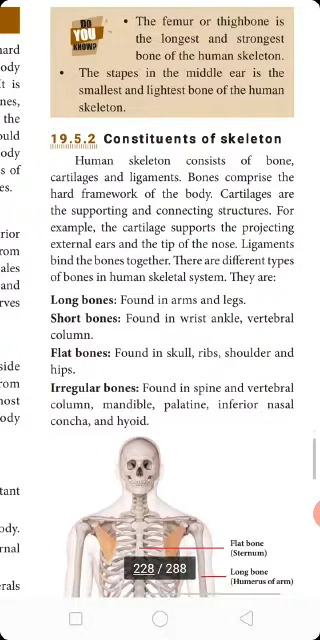 DO
YOU
KNOW?
• The femur or thighbone is
the longest and strongest
bone of the human skeleton.
• The stapes in the middle ear is the
smallest and lightest bone of the human
skeleton.
19.5.2 Constituents of skeleton
Human skeleton consists of bone,
cartilages and ligaments. Bones comprise the
hard framework of the body. Cartilages are
the supporting and connecting structures. For
example, the cartilage supports the projecting
external ears and the tip of the nose. Ligaments
bind the bones together. There are different types
of bones in human skeletal system. They are:
Long bones: Found in arms and legs.
Short bones: Found in wrist ankle, vertebral
column.
Flat bones: Found in skull, ribs, shoulder and
hips.
Irregular bones: Found in spine and vertebral
column, mandible, palatine, inferior nasal
concha, and hyoid.
Flat bone
(Sternum)
Long bone
(Humerus of arm)
228 / 288